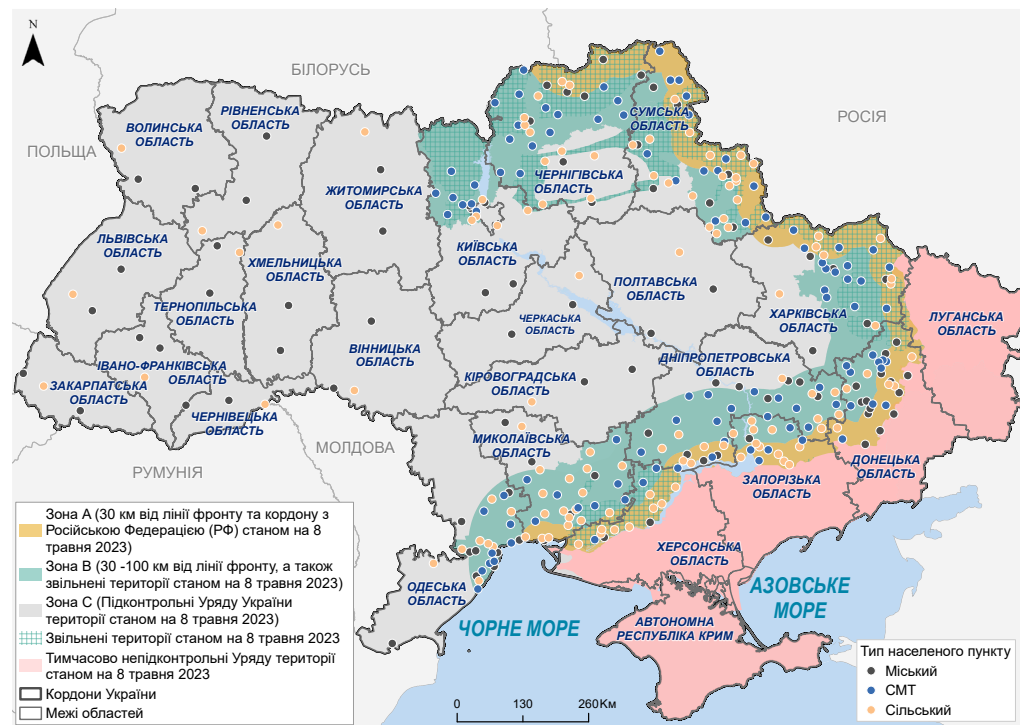 N
БІЛОРУСЬ
РОСІЯ
ПОЛЬЩА
РУМУНІЯ
МОЛДОВА
ВОЛИНСЬКА
ОБЛАСТЬ
РІВНЕНСЬКА
ОБЛАСТЬ
ЖИТОМИРСЬКА
ОБЛАСТЬ
СУМСЬКА
ОБЛАСТЬ
ЧЕРНІГІВСЬКА
ОБЛАСТЬ
ЛЬВІВСЬКА
ОБЛАСТЬ
ХМЕЛЬНИЦЬКА
ОБЛАСТЬ
КИЇВСЬКА
ОБЛАСТЬ
ПОЛТАВСЬКА
ОБЛАСТЬ
ТЕРНОПІЛЬСЬКА
ОБЛАСТЬ
ЧЕРКАСЬКА
ОБЛАСТЬ
ХАРКІВСЬКА
ОБЛАСТЬ
ЛУГАНСЬКА
ОБЛАСТЬ
ВІННИЦЬКА
ОБЛАСТЬ
ДНІПРОПЕТРОВСЬКА
ОБЛАСТЬ
ІВАНО-ФРАНКІВСЬКА
ОБЛАСТЬ
ЗАКАРПАТСЬКА
ОБЛАСТЬ
КІРОВОГРАДСЬКА
ОБЛАСТЬ
ЧЕРНІВЕЦЬКА
ОБЛАСТЬ
МИКОЛАЇВСЬКА
ОБЛАСТЬ
ДОНЕЦЬКА
ОБЛАСТЬ
ЗАПОРІЗЬКА
ОБЛАСТЬ
ХЕРСОНСЬКА
ОБЛАСТЬ
ОДЕСЬКА
ОБЛАСТЬ
АЗОВСЬКЕ
МОРЕ
ЧОРНЕ МОРЕ
АВТОНОМНА
РЕСПУБЛІКА КРИМ
Зона А (30 км від лінії фронту та кордону з
Російською Федерацією (РФ) станом на 8
травня 2023)
Зона В (30 -100 км від лінії фронту, а також
звільнені території станом на 8 травня 2023)
Зона С (Підконтрольні Уряду України
території станом на 8 травня 2023)
Звільнені території станом на 8 травня 2023
Тимчасово непідконтрольні Уряду території
станом на 8 травня 2023
Кордони України
Межі областей
0 130 260 Км
Тип населеного пункту
Міський
СМТ
Сільський